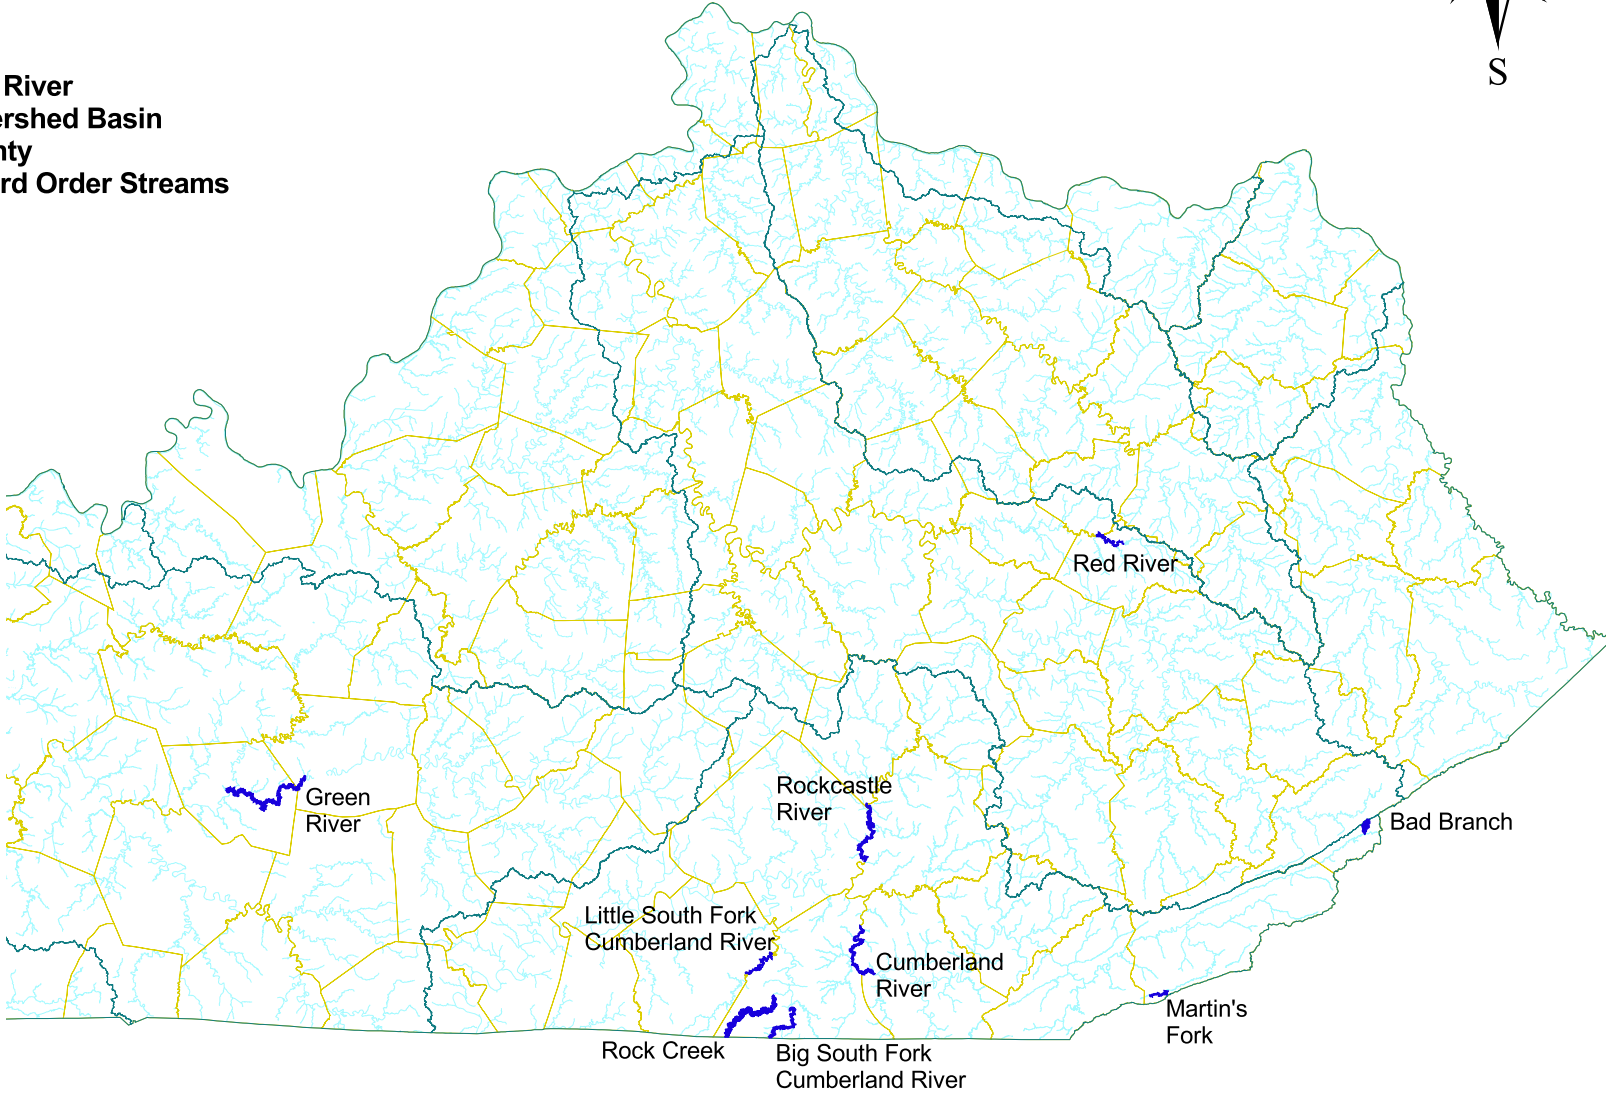 S
River
ershed Basin
nty
rd Order Streams
Red River
Rockcastle
River
Green
River
Bad Branch
Little South Fork
Cumberland River
Cumberland
River
Martin's
Fork
Rock Creek
Big South Fork
Cumberland River